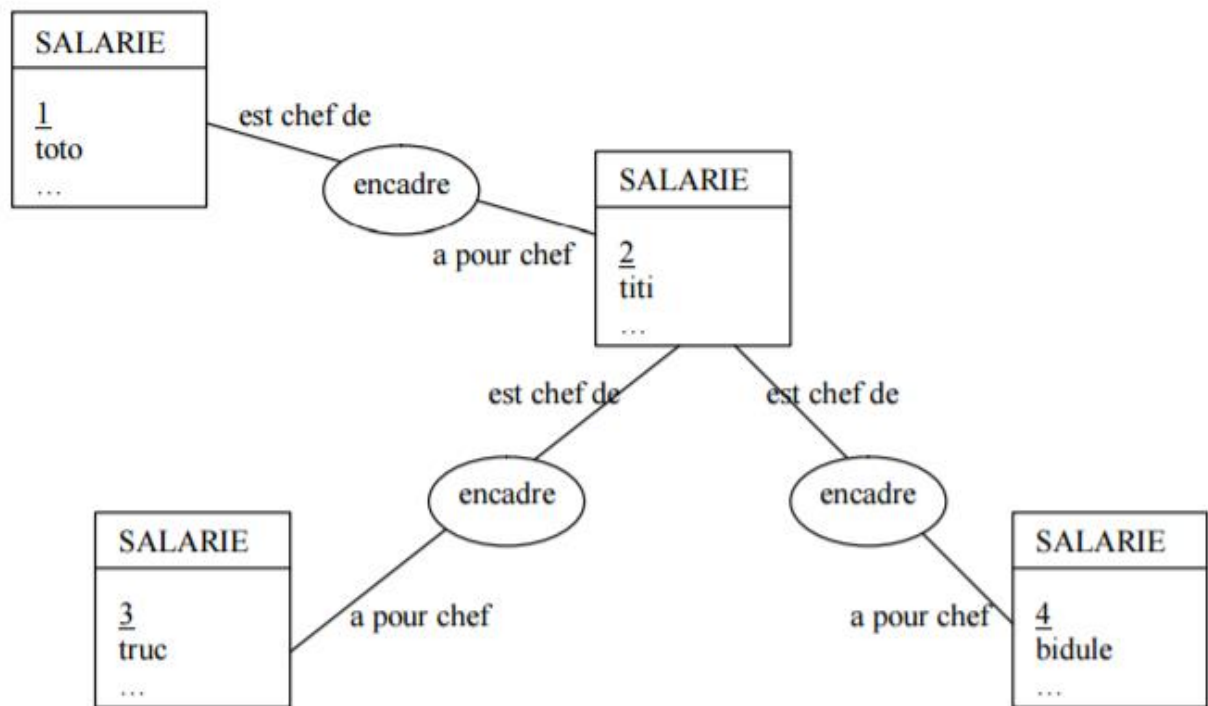 SALARIE
1
toto
...
est chef de
encadre
a pour chef
SALARIE
2
titi
...
est chef de
est chef de
encadre
encadre
SALARIE
3
truc
...
a pour chef
a pour chef
SALARIE
4
bidule
...